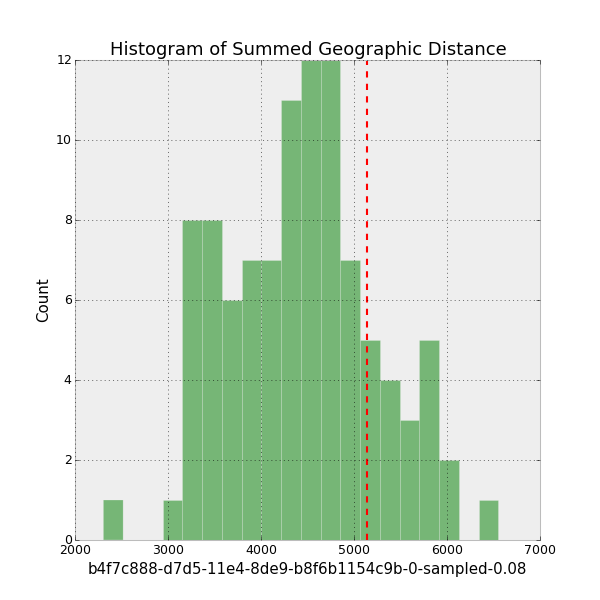 Histogram of Summed Geographic Distance
12
10
8
6
4
2
0
Count
2000 3000 4000 5000 6000 7000
b4f7c888-d7d5-11e4-8de9-b8f6b1154c9b-0-sampled-0.08